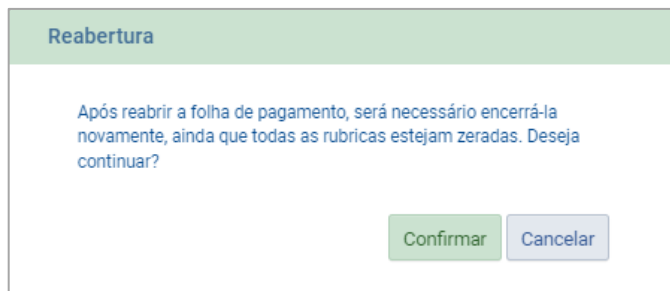 Reabertura
Após reabrir a folha de pagamento, será necessário encerrá-la
novamente, ainda que todas as rubricas estejam zeradas. Deseja
continuar?
Confirmar Cancelar